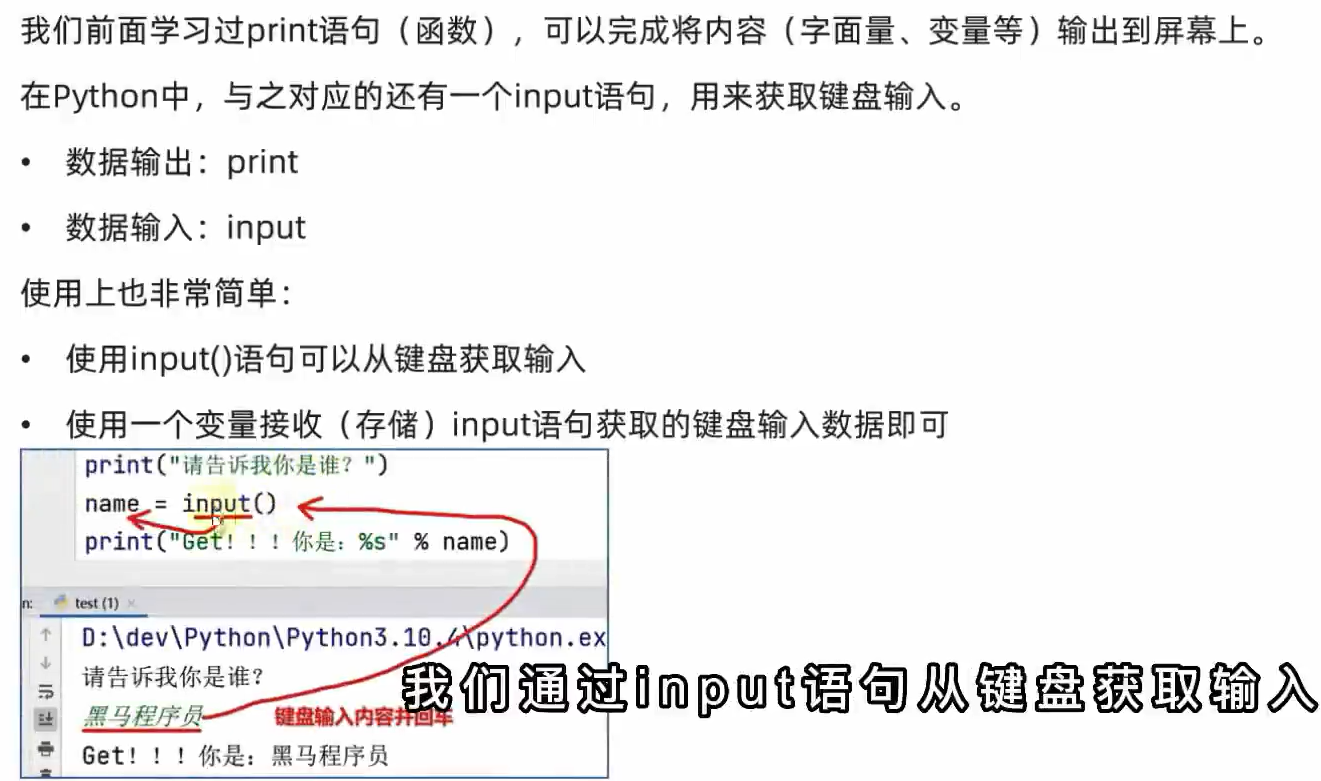 我们前面学习过print语句（函数），可以完成将内容（字面量、变量等）输出到屏幕上。
在Python中，与之对应的还有一个input语句，用来获取键盘输入。
• 数据输出：print
• 数据输入：input
使用上也非常简单：
• 使用input()语句可以从键盘获取输入
• 使用一个变量接收（存储）input语句获取的键盘输入数据即可
print("请告诉我你是谁？")
name = input()
print("Get！！！你是：%s" % name)
n:
test (1) ×
D:\dev\Python\Python3.10.4\python.ex
请告诉我你是谁？
黑马程序员
键盘输入内容并回车
Get！！！你是：黑马程序员
我们通过input语句从键盘获取输入